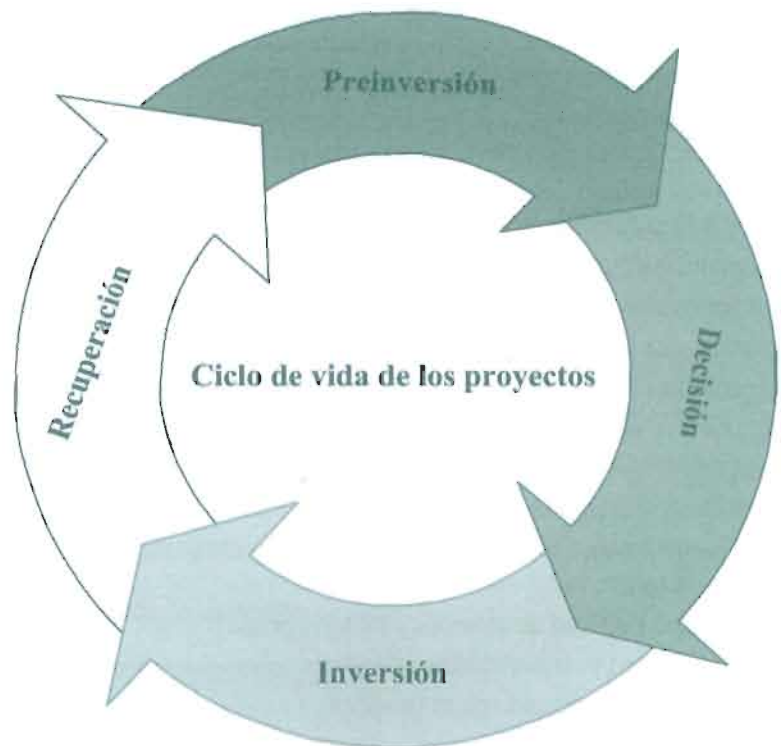 Preinversión
Decisión
Inversión
Recuperación
Ciclo de vida de los proyectos